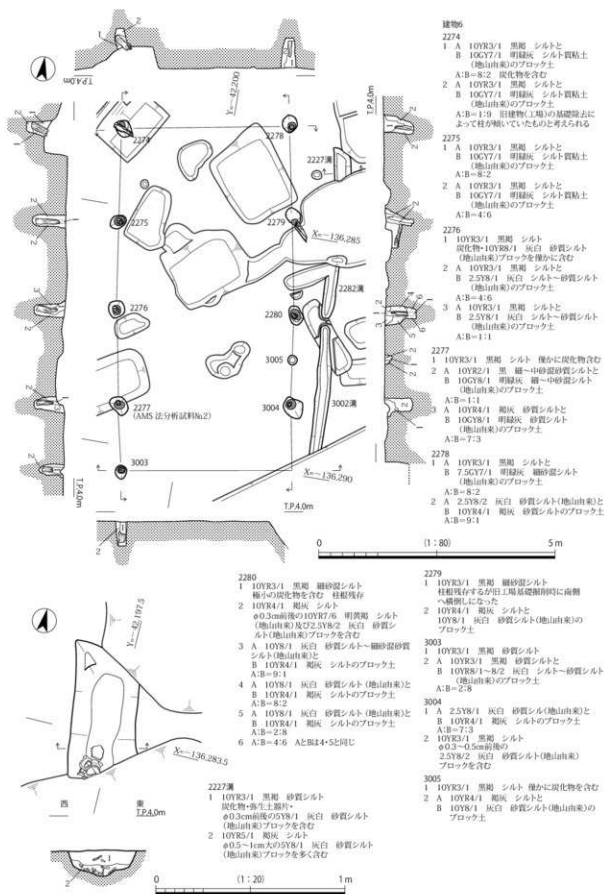 建物6
2274
1 A 10YR3/1 黒褐 シルトと
B 10GY7/1 明緑灰 シルト質粘土
(地山由来)のブロック土
A:B=8:2 炭化物を含む
2 A 10YR3/1 黒褐 シルトと
B 10GY7/1 明緑灰 シルト質粘土
(地山由来)のブロック土
A:B=1:9 旧建物(工場)の基礎除去に
よって柱が傾いていたものと考えられる
2275
1 A 10YR3/1 黒褐 シルトと
B 10GY7/1 明緑灰 シルト質粘土
(地山由来)のブロック土
A:B=8:2
2 A 10YR3/1 黒褐 シルトと
B 10GY7/1 明緑灰 シルト質粘土
(地山由来)のブロック土
A:B=4:6
2276
1 10YR3/1 黒褐 シルト
炭化物・10YR8/1 灰白 砂質シルト
(地山由来)ブロックを僅かに含む
2 A 10YR3/1 黒褐 シルトと
B 2.5Y8/1 灰白 シルト~砂質シルト
(地山由来)のブロック土
A:B=4:6
3 A 10YR3/1 黒褐 シルトと
B 2.5Y8/1 灰白 シルト~砂質シルト
(地山由来)のブロック土
A:B=1:1
2277
1 10YR3/1 黒褐 シルト 僅かに炭化物含む
2 A 10YR2/1 黒 細~中砂混砂質シルトと
B 10GY8/1 明緑灰 細~中砂混シルト
(地山由来)のブロック土
A:B=1:1
3 A 10YR4/1 褐灰 砂質シルトと
B 10GY8/1 明緑灰 砂質シルト
(地山由来)のブロック土
A:B=7:3
2278
1 A 10YR3/1 黒褐 シルトと
B 7.5GY7/1 明緑灰 細砂混シルト
(地山由来)のブロック土
A:B=8:2
2 A 2.5Y8/2 灰白 砂質シルト(地山由来)と
B 10YR4/1 褐灰 砂質シルトのブロック土
A:B=9:1
T.P.4.0m
T.P.4.0m
Y=-42,200
2274
2278
2227溝
2275
2279
X=-136,285
2282溝
2276
2280
3005
2277
(AMS法分析試料No.2)
3004
3002溝
3003
X=-136,290
T.P.4.0m
T.P.4.0m
0 (1:80) 5m
2280
1 10YR3/1 黒褐 細砂混シルト
極小の炭化物を含む 柱根残存
2 10YR4/1 褐灰 シルト
φ0.3cm前後の10YR7/6 明黄褐 シルト
(地山由来)及び2.5Y8/2 灰白 砂質シ
ルト(地山由来)ブロックを含む
3 A 10Y8/1 灰白 砂質シルト~細砂混砂質
シルト(地山由来)と
B 10YR4/1 褐灰 シルトのブロック土
A:B=9:1
4 A 10Y8/1 灰白 砂質シルト(地山由来)と
B 10YR4/1 褐灰 シルトのブロック土
A:B=8:2
5 A 10Y8/1 灰白 砂質シルト(地山由来)と
B 10YR4/1 褐灰 シルトのブロック土
A:B=2:8
6 A:B=4:6 AとBは4・5と同じ
2279
1 10YR3/1 黒褐 細砂混シルト
柱根残存するが旧工場基礎掘削時に南側
へ横倒しになった
2 10YR4/1 褐灰 シルトと
10Y8/1 灰白 砂質シルト(地山由来)の
ブロック土
3003
1 10YR3/1 黒褐 砂質シルト
2 A 10YR3/1 黒褐 砂質シルトと
B 10YR8/1~8/2 灰白 シルト~砂質シルト
(地山由来)のブロック土
A:B=2:8
3004
1 A 2.5Y8/1 灰白 砂質シル(地山由来)と
B 10YR4/1 褐灰 シルトのブロック土
A:B=7:3
2 10YR3/1 黒褐 シルト
φ0.3~0.5cm前後の
2.5Y8/2 灰白 砂質シルト(地山由来)
ブロックを含む
3005
1 10YR3/1 黒褐 シルト 僅かに炭化物を含む
2 A 10YR4/1 褐灰 シルトと
B 10Y8/1 灰白 砂質シルト(地山由来)の
ブロック土
Y=-42,197.5
X=-136,283.5
西 東
T.P.4.0m
1
2
2227溝
1 10YR3/1 黒褐 砂質シルト
炭化物・弥生土器片・
φ0.3cm前後の5Y8/1 灰白 砂質シルト
(地山由来)ブロックを含む
2 10YR5/1 褐灰 シルト
φ0.5~1cm大の5Y8/1 灰白 砂質シルト
(地山由来)ブロックを多く含む
0 (1:20) 1m